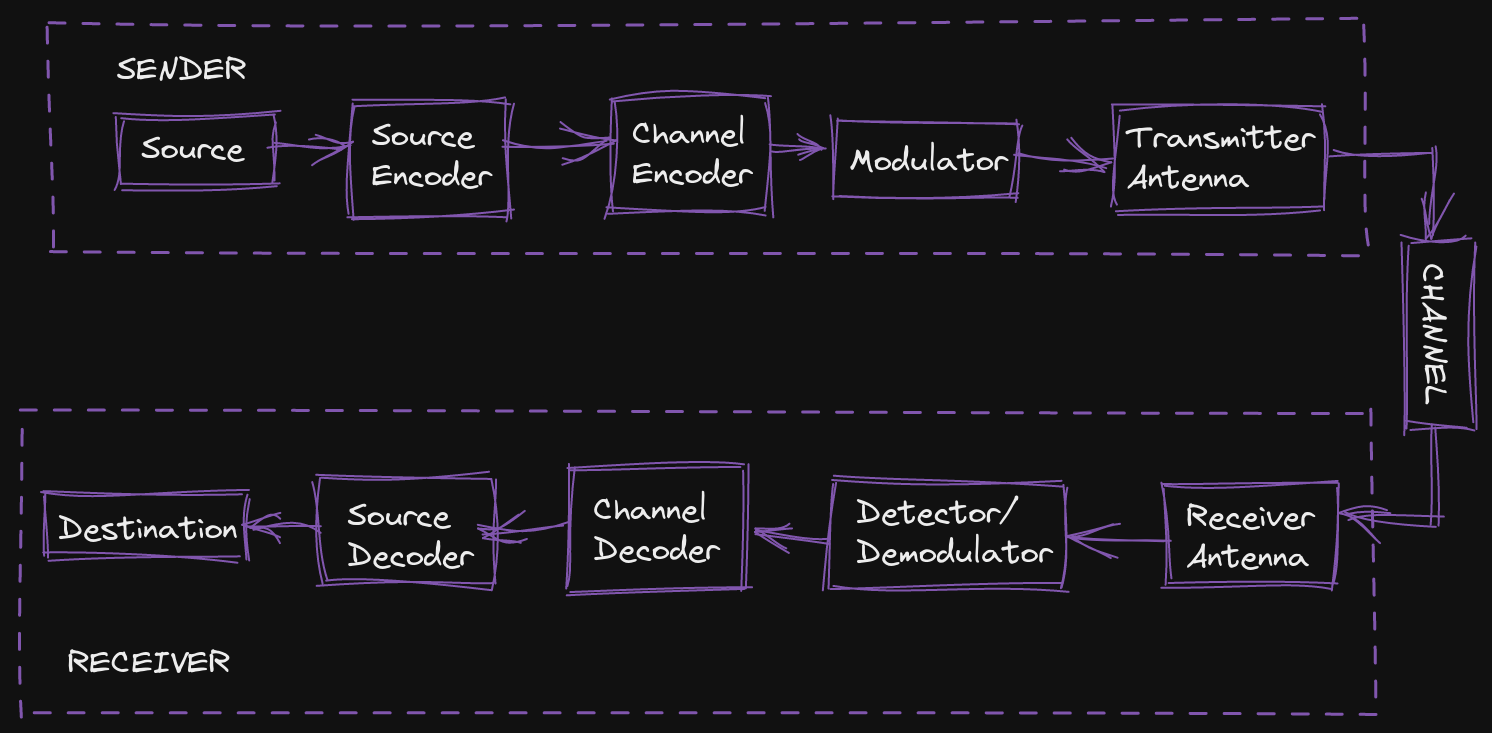 SENDER
Source
Source
Encoder
Channel
Encoder
Modulator
Transmitter
Antenna
CHANNEL
Receiver
Antenna
Detector/
Demodulator
Channel
Decoder
Source
Decoder
Destination
RECEIVER